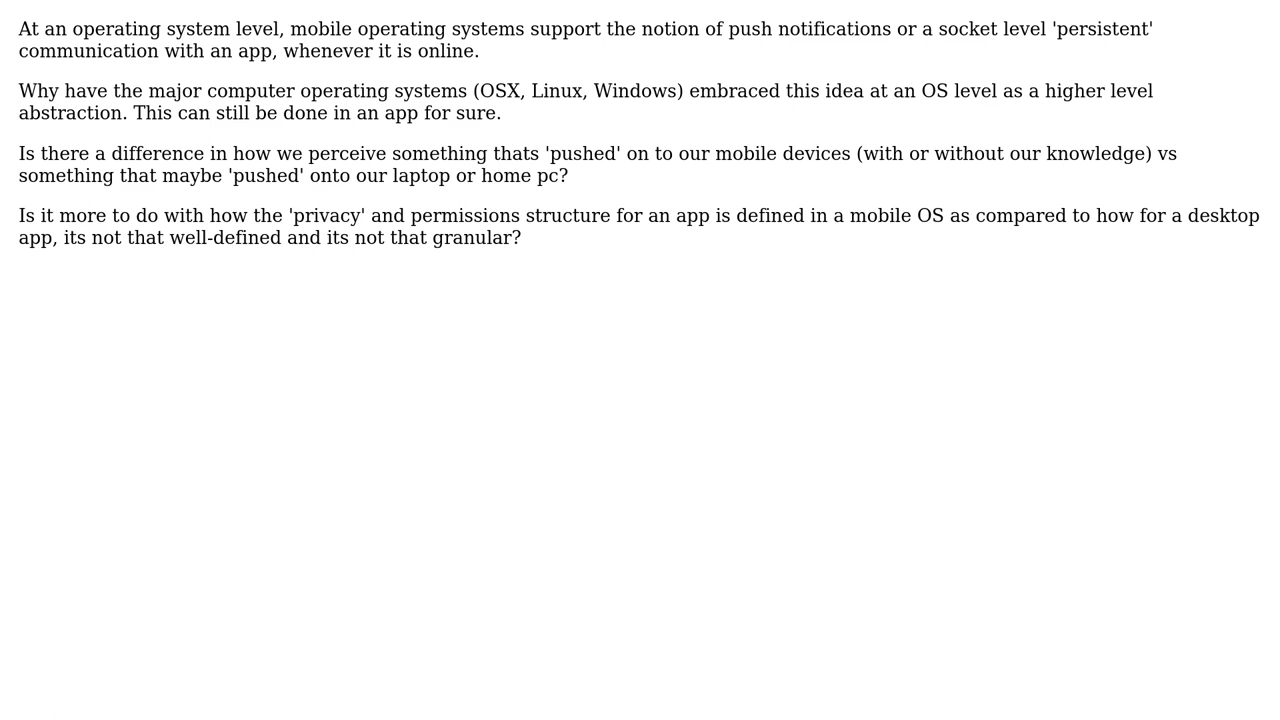 At an operating system level, mobile operating systems support the notion of push notifications or a socket level 'persistent'
communication with an app, whenever it is online.
Why have the major computer operating systems (OSX, Linux, Windows) embraced this idea at an OS level as a higher level
abstraction. This can still be done in an app for sure.
Is there a difference in how we perceive something thats 'pushed' on to our mobile devices (with or without our knowledge) vs
something that maybe 'pushed' onto our laptop or home pc?
Is it more to do with how the 'privacy' and permissions structure for an app is defined in a mobile OS as compared to how for a desktop
app, its not that well-defined and its not that granular?